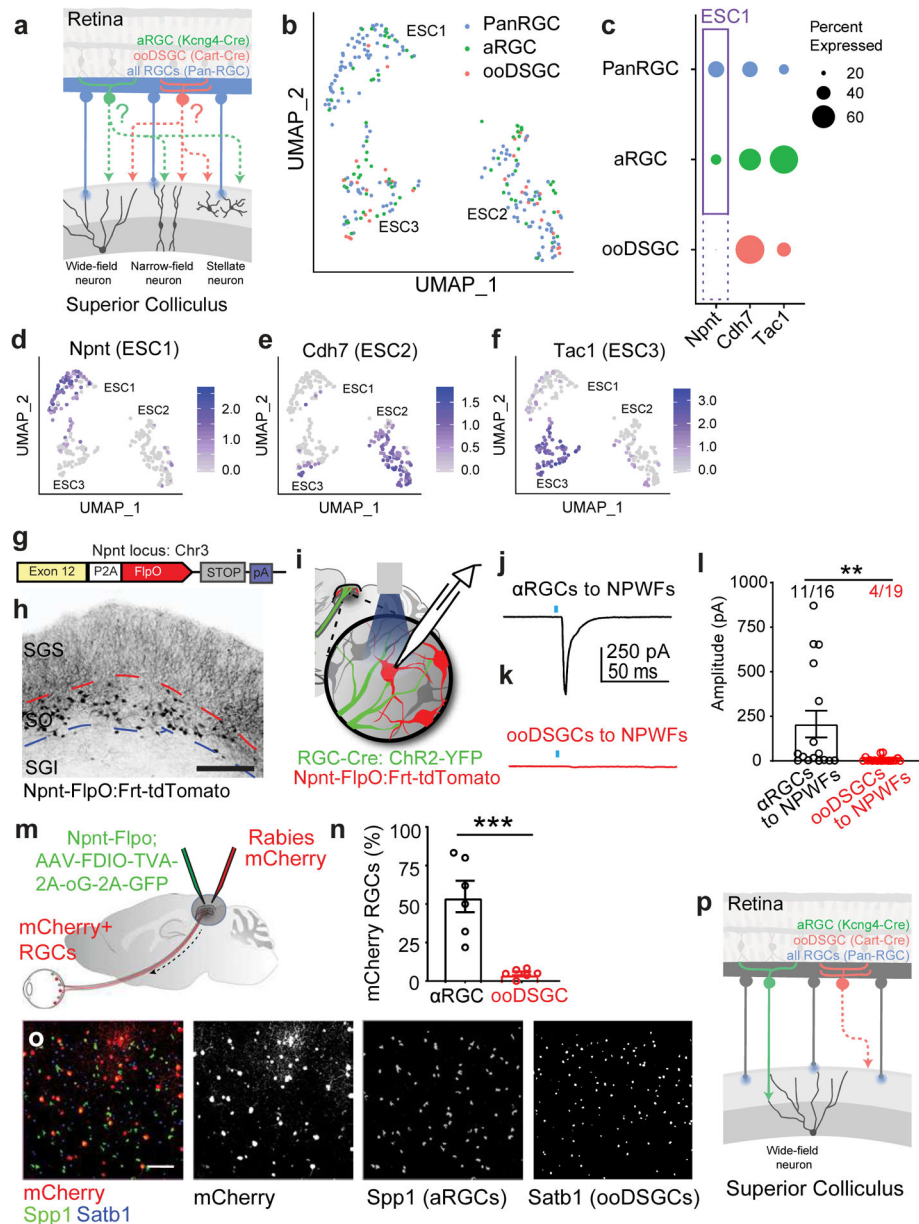 a
Retina
aRGC (Kcng4-Cre)
ooDSGC (Cart-Cre)
all RGCs (Pan-RGC)
?
?
Wide-field
neuron
Narrow-field
neuron
Stellate
neuron
Superior Colliculus
b
ESC1
PanRGC
aRGC
ooDSGC
UMAP_2
ESC3
ESC2
UMAP_1
c
ESC1
Percent
Expressed
20
40
60
PanRGC
aRGC
ooDSGC
Npnt
Cdh7
Tac1
d
Npnt (ESC1)
UMAP_2
ESC1
ESC2
ESC3
UMAP_1
2.0
1.0
0.0
e
Cdh7 (ESC2)
UMAP_2
ESC1
ESC2
ESC3
UMAP_1
1.5
1.0
0.5
0.0
f
Tac1 (ESC3)
UMAP_2
ESC1
ESC2
ESC3
UMAP_1
3.0
2.0
1.0
0.0
g
Npnt locus: Chr3
Exon 12
P2A
FlpO
STOP
pA
h
SGS
SO
SGI
Npnt-FlpO:Frt-tdTomato
i
RGC-Cre: ChR2-YFP
Npnt-FlpO:Frt-tdTomato
j
αRGCs to NPWFs
250 pA
50 ms
k
ooDSGCs to NPWFs
l
**
11/16
4/19
Amplitude (pA)
1000
750
500
250
0
αRGCs
to NPWFs
ooDSGCs
to NPWFs
m
Npnt-Flpo;
AAV-FDIO-TVA-
2A-oG-2A-GFP
Rabies
mCherry
mCherry+
RGCs
n
***
mCherry RGCs (%)
100
75
50
25
0
αRGC
ooDSGC
o
mCherry
Spp1 Satb1
mCherry
Spp1 (aRGCs)
Satb1 (ooDSGCs)
p
Retina
aRGC (Kcng4-Cre)
ooDSGC (Cart-Cre)
all RGCs (Pan-RGC)
Wide-field
neuron
Superior Colliculus